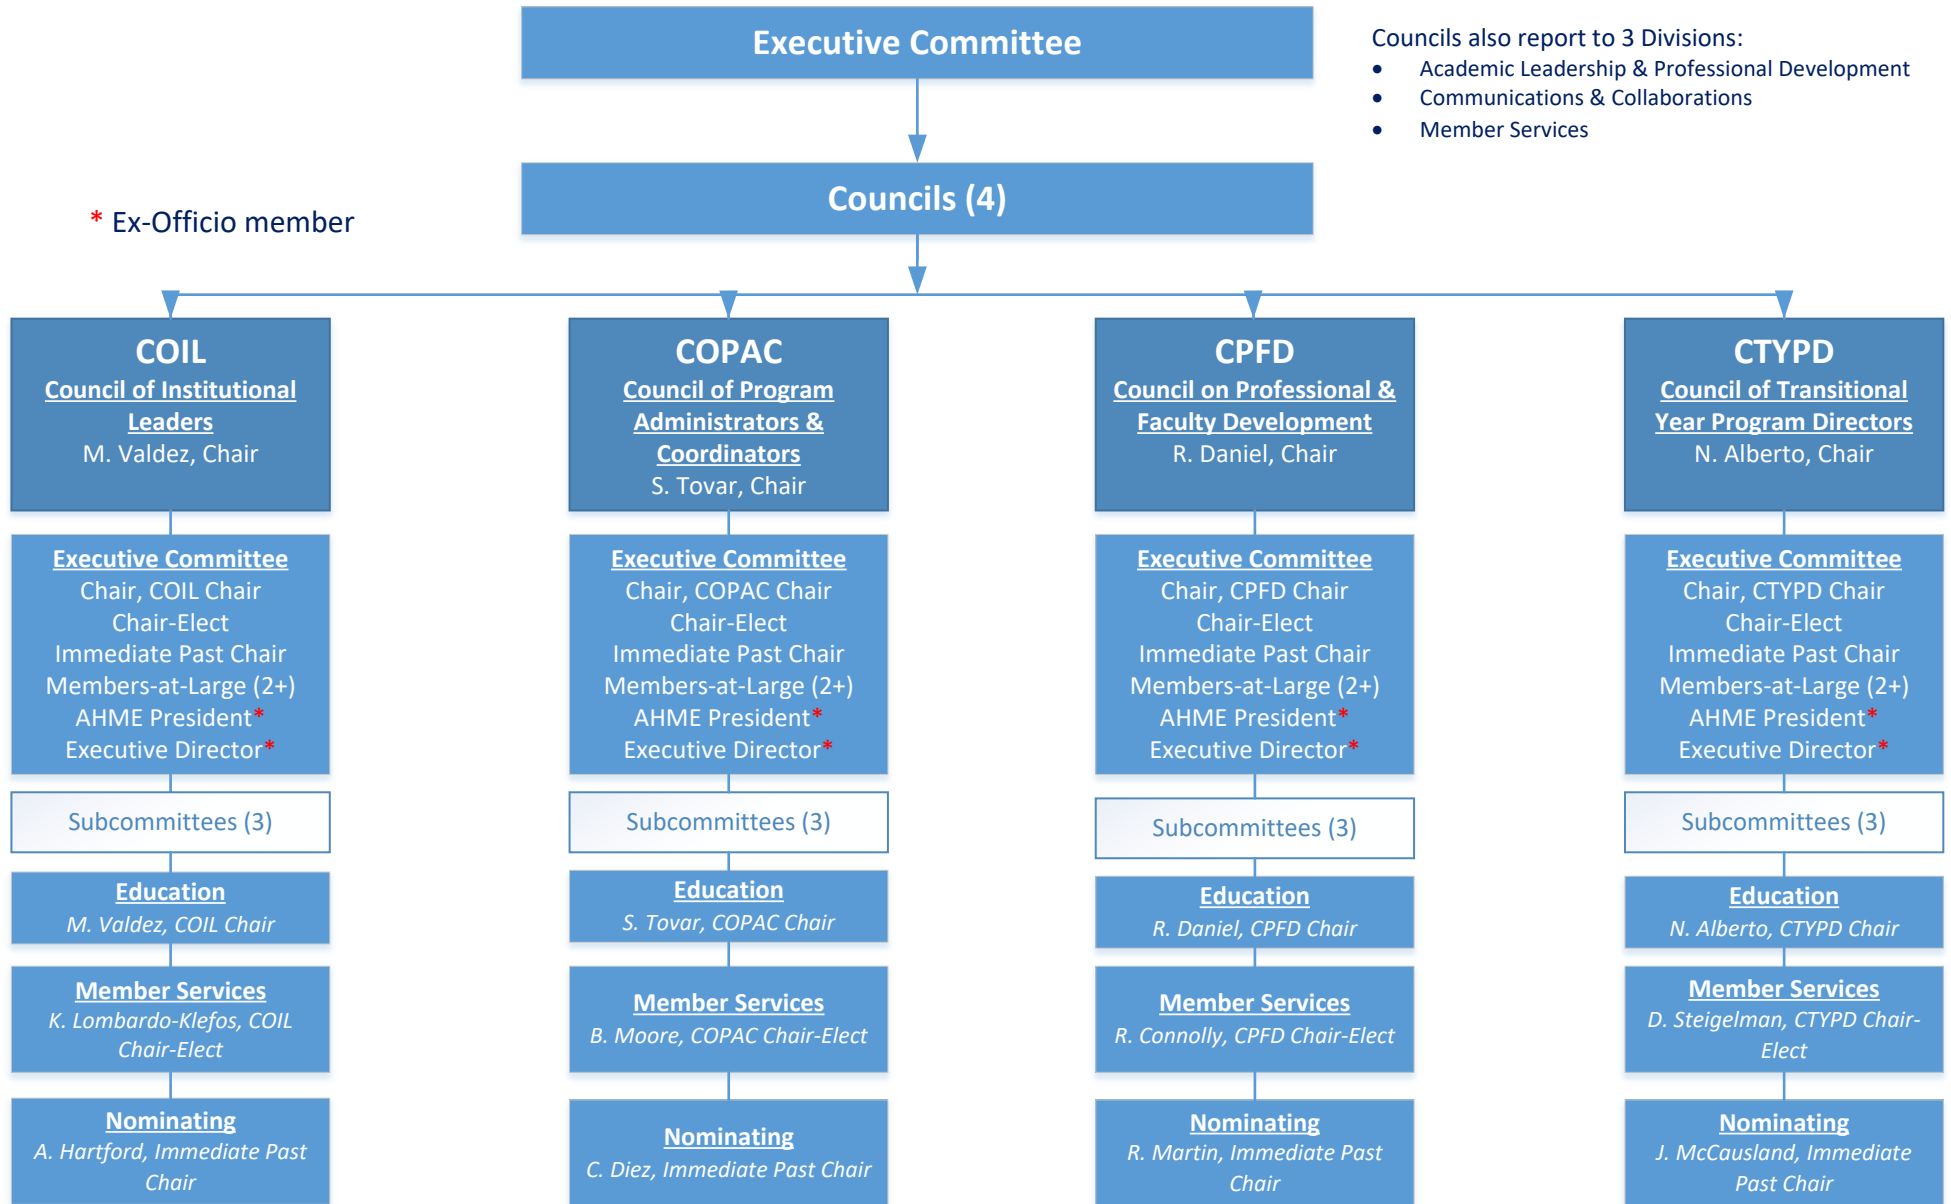 Executive Committee
Councils also report to 3 Divisions:
• Academic Leadership & Professional Development
• Communications & Collaborations
• Member Services
Councils (4)
* Ex-Officio member
COIL
Council of Institutional
Leaders
M. Valdez, Chair
Executive Committee
Chair, COIL Chair
Chair-Elect
Immediate Past Chair
Members-at-Large (2+)
AHME President*
Executive Director*
Subcommittees (3)
Education
M. Valdez, COIL Chair
Member Services
K. Lombardo-Klefos, COIL
Chair-Elect
Nominating
A. Hartford, Immediate Past
Chair
COPAC
Council of Program
Administrators &
Coordinators
S. Tovar, Chair
Executive Committee
Chair, COPAC Chair
Chair-Elect
Immediate Past Chair
Members-at-Large (2+)
AHME President*
Executive Director*
Subcommittees (3)
Education
S. Tovar, COPAC Chair
Member Services
B. Moore, COPAC Chair-Elect
Nominating
C. Diez, Immediate Past Chair
CPFD
Council on Professional &
Faculty Development
R. Daniel, Chair
Executive Committee
Chair, CPFD Chair
Chair-Elect
Immediate Past Chair
Members-at-Large (2+)
AHME President*
Executive Director*
Subcommittees (3)
Education
R. Daniel, CPFD Chair
Member Services
R. Connolly, CPFD Chair-Elect
Nominating
R. Martin, Immediate Past
Chair
CTYPD
Council of Transitional
Year Program Directors
N. Alberto, Chair
Executive Committee
Chair, CTYPD Chair
Chair-Elect
Immediate Past Chair
Members-at-Large (2+)
AHME President*
Executive Director*
Subcommittees (3)
Education
N. Alberto, CTYPD Chair
Member Services
D. Steigelman, CTYPD Chair-
Elect
Nominating
J. McCausland, Immediate
Past Chair